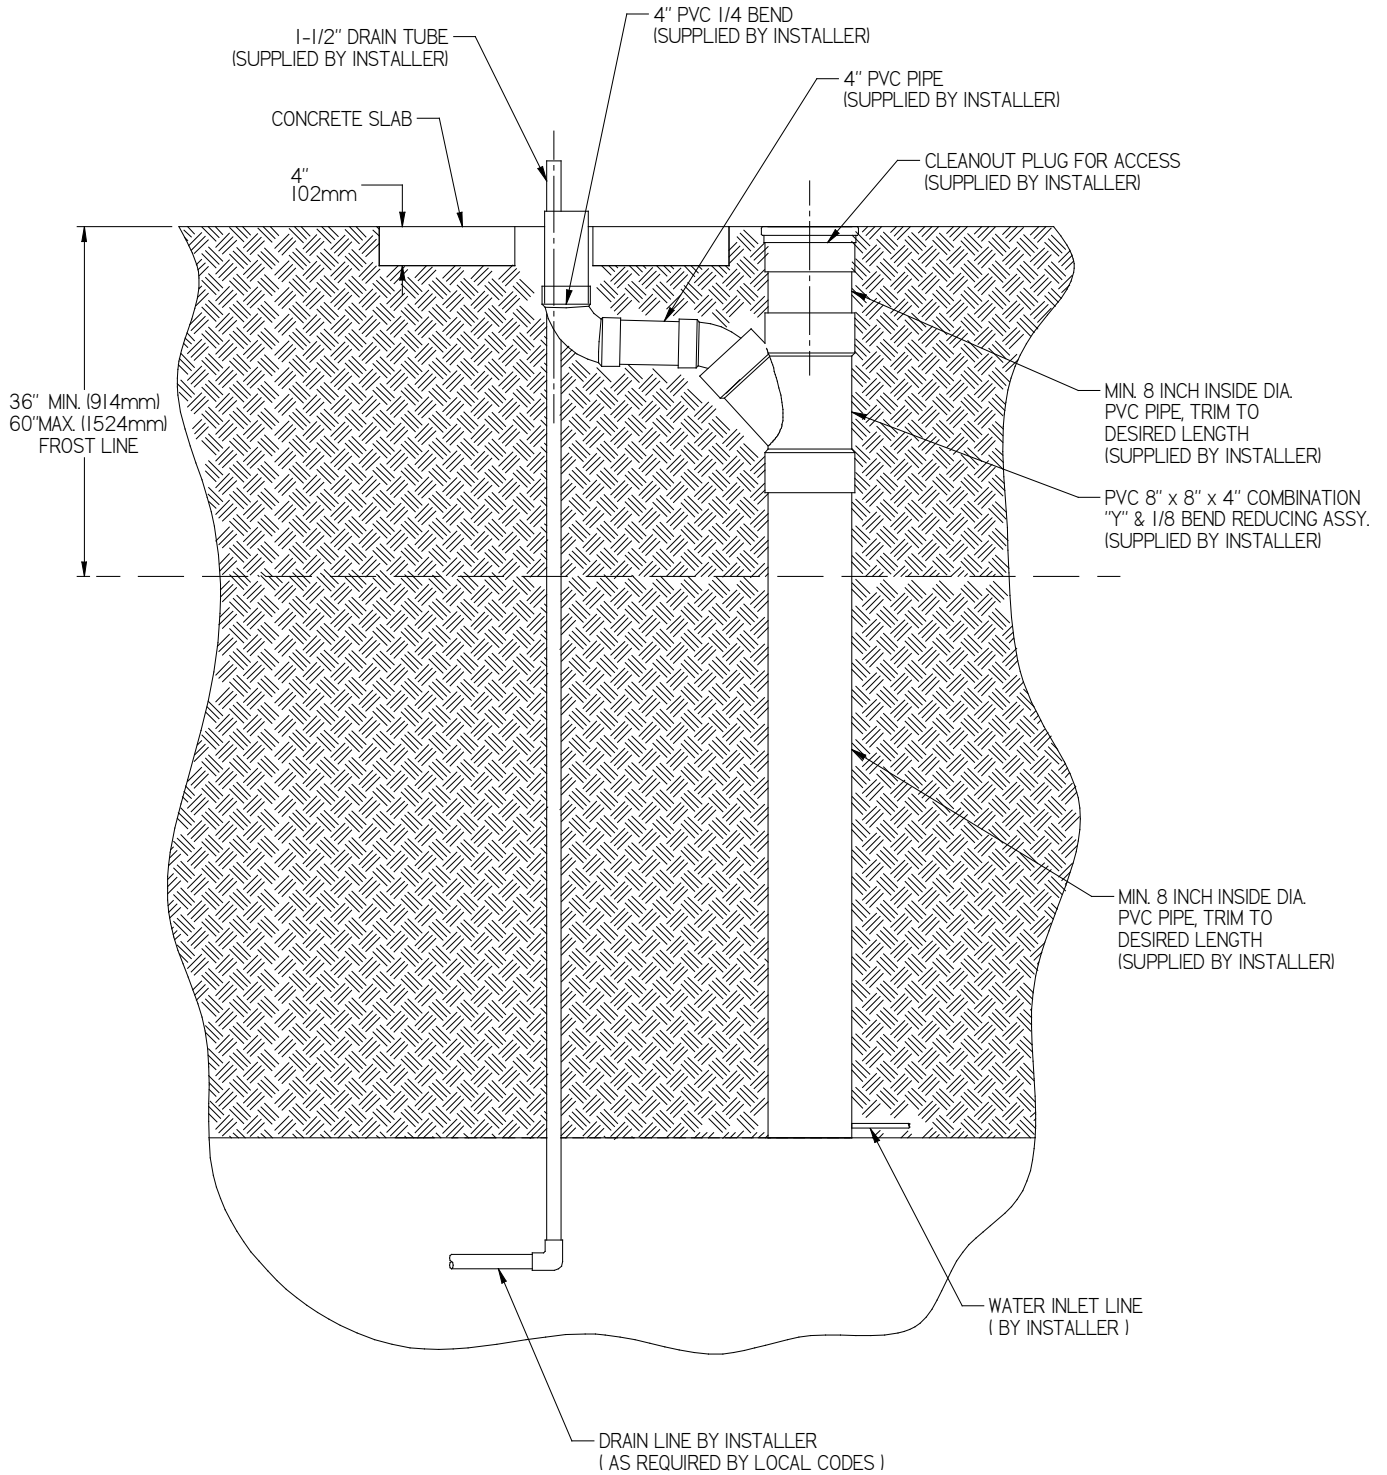 4" PVC 1/4 BEND
(SUPPLIED BY INSTALLER)
1-1/2" DRAIN TUBE
(SUPPLIED BY INSTALLER)
4" PVC PIPE
(SUPPLIED BY INSTALLER)
CONCRETE SLAB
CLEANOUT PLUG FOR ACCESS
(SUPPLIED BY INSTALLER)
4"
102mm
36" MIN. (914mm)
60"MAX. (1524mm)
FROST LINE
MIN. 8 INCH INSIDE DIA.
PVC PIPE, TRIM TO
DESIRED LENGTH
(SUPPLIED BY INSTALLER)
PVC 8" x 8" x 4" COMBINATION
"Y" & 1/8 BEND REDUCING ASSY.
(SUPPLIED BY INSTALLER)
MIN. 8 INCH INSIDE DIA.
PVC PIPE, TRIM TO
DESIRED LENGTH
(SUPPLIED BY INSTALLER)
WATER INLET LINE
( BY INSTALLER )
DRAIN LINE BY INSTALLER
( AS REQUIRED BY LOCAL CODES )